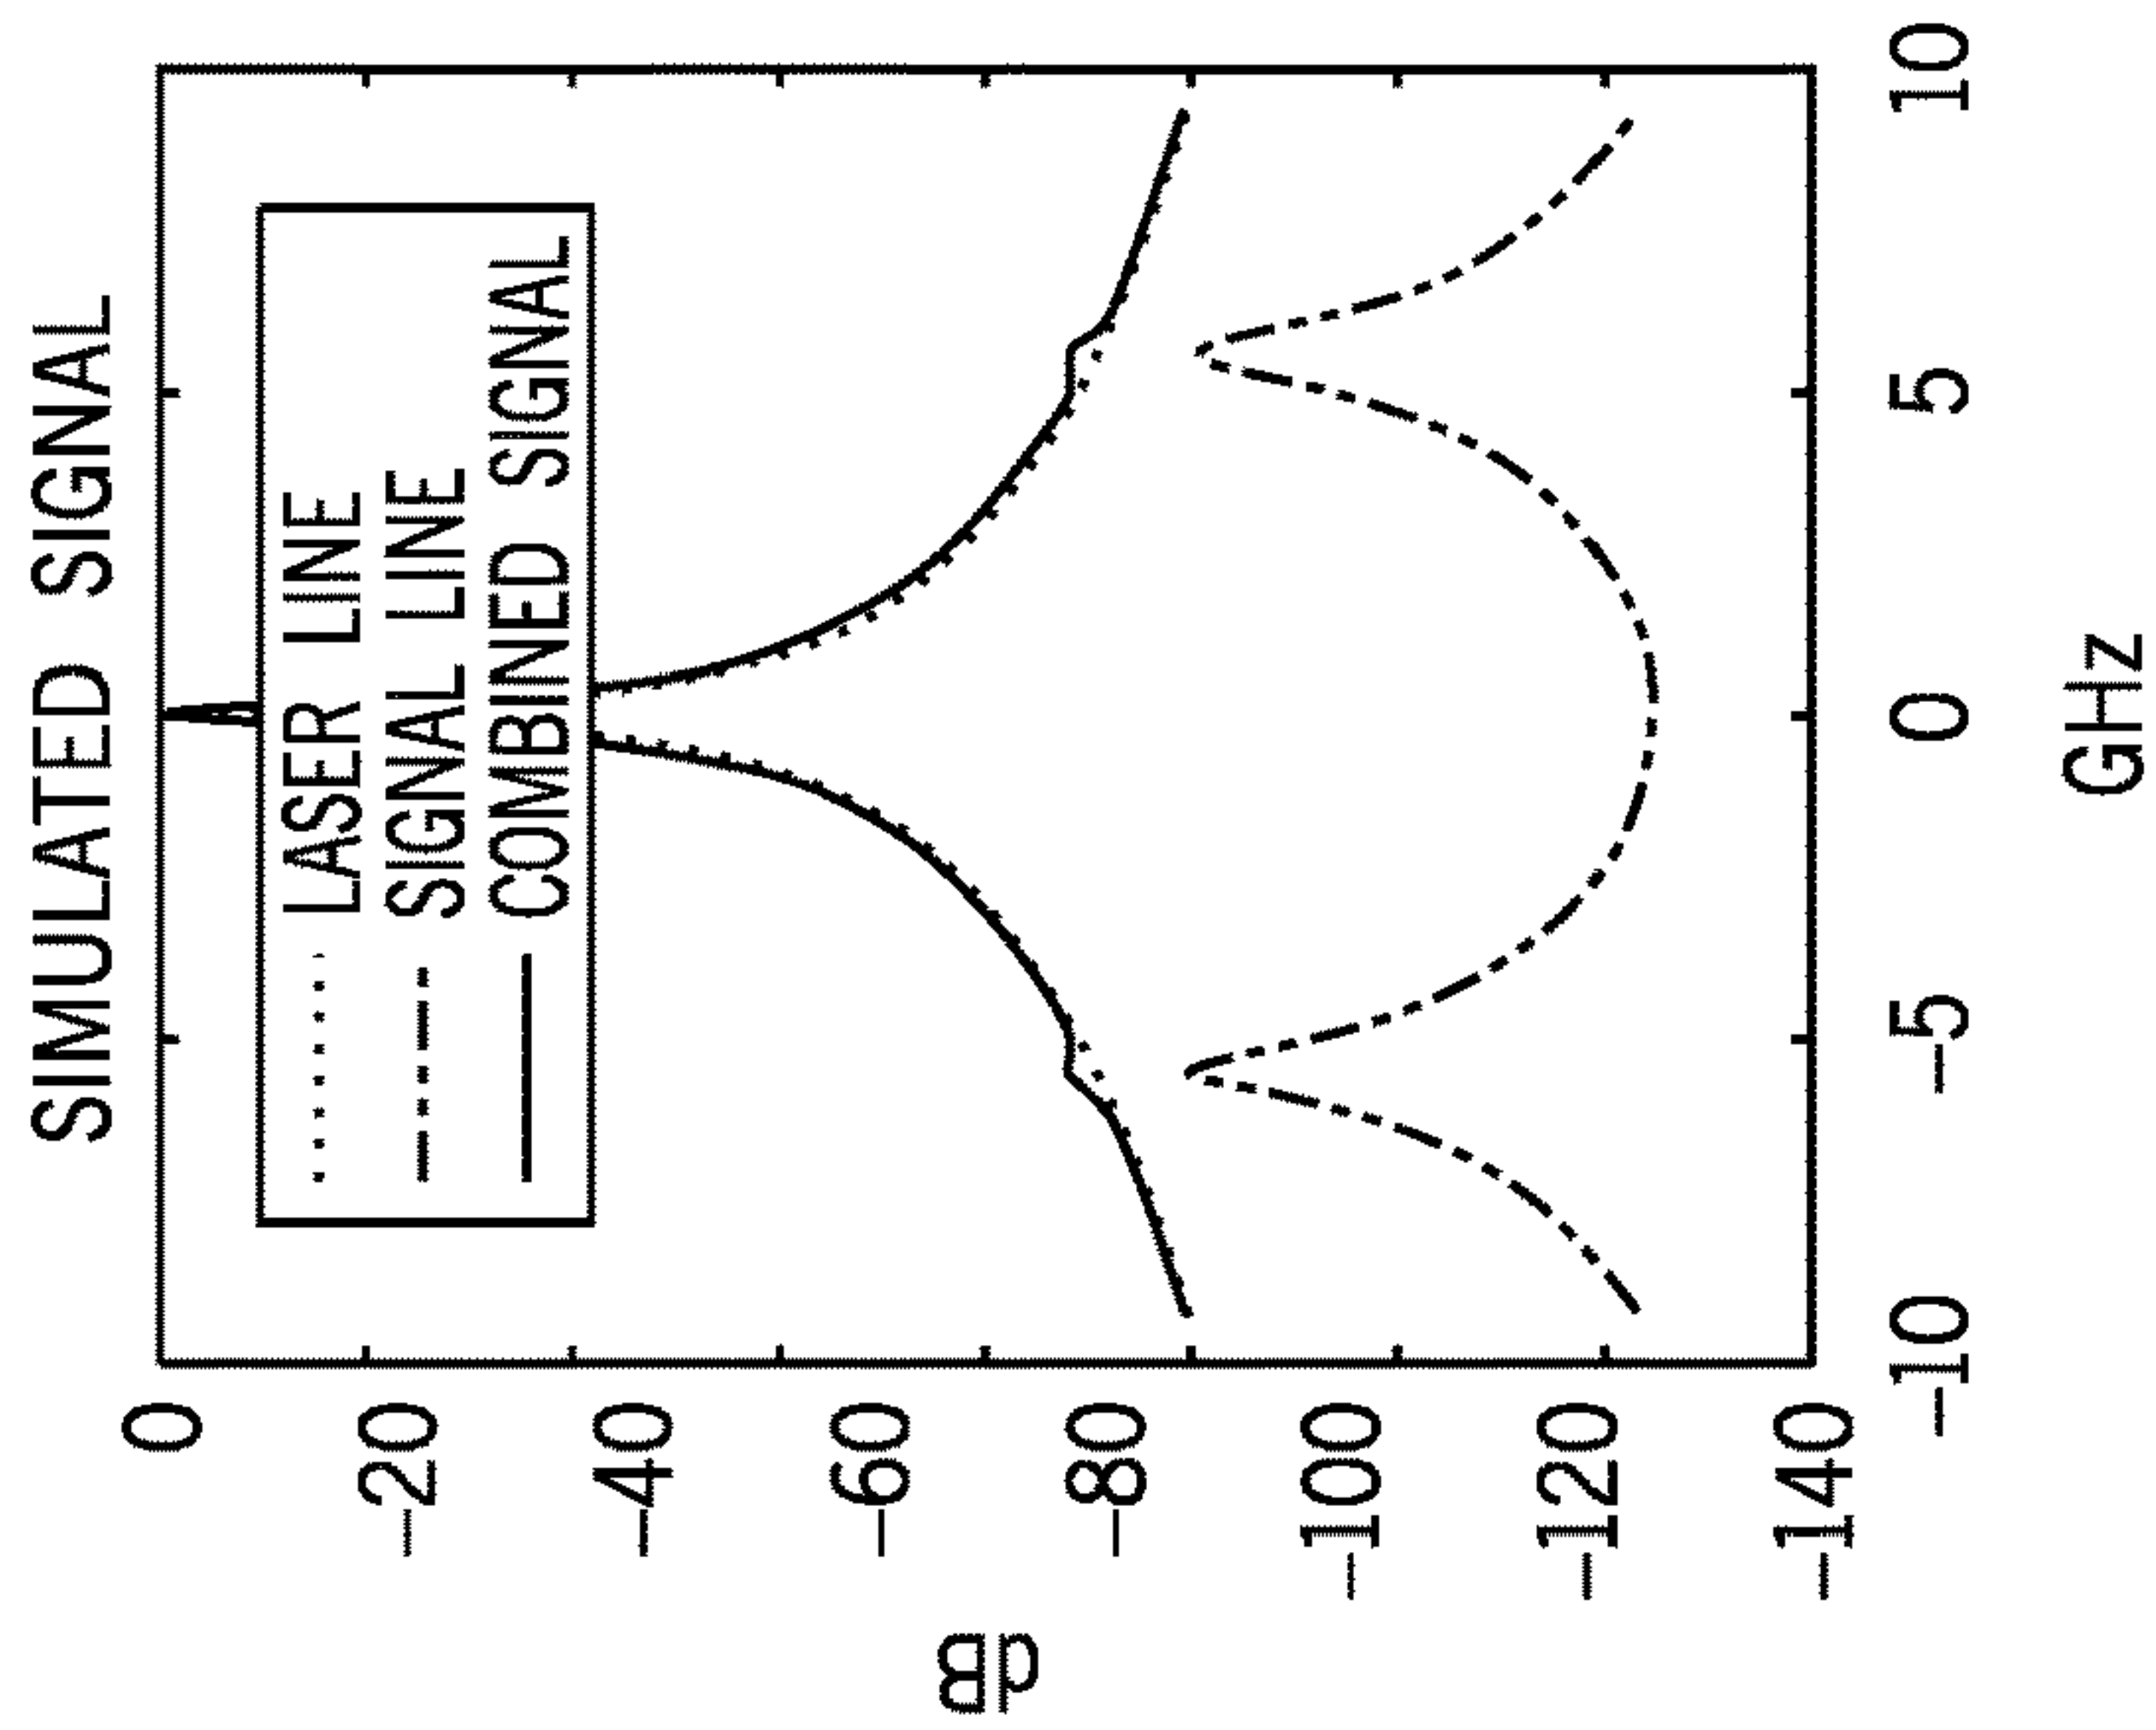 SIMULATED SIGNAL
LASER LINE
SIGNAL LINE
COMBINED SIGNAL
0
-20
-40
-60
-80
-100
-120
-140
dB
-10
-5
0
5
10
GHz